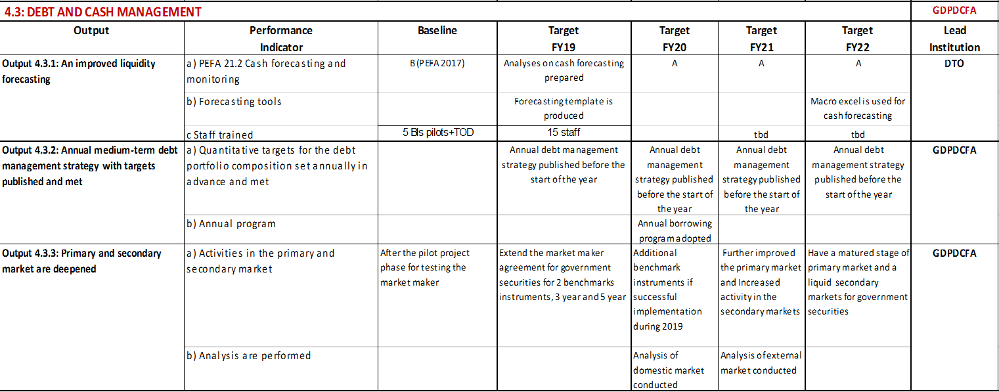 4.3: DEBT AND CASH MANAGEMENT GDPDCFA
Output Performance Indicator Baseline Target FY19 Target FY20 Target FY21 Target FY22 Lead Institution
Output 4.3.1: An improved liquidity
forecasting
a) PEFA 21.2 Cash forecasting and
monitoring
B (PEFA 2017)
Analyses on cash forecasting
prepared
A
A
A
DTO
b) Forecasting tools
Forecasting template is
produced
Macro excel is used for
cash forecasting
c Staff trained
5 BIs pilots+TOD
15 staff
tbd
tbd
Output 4.3.2: Annual medium-term debt
management strategy with targets
published and met
a) Quantitative targets for the debt
portfolio composition set annually in
advance and met
Annual debt management
strategy published before the
start of the year
Annual debt
management
strategy published
before the start of
the year
Annual debt
management
strategy published
before the start of
the year
Annual debt
management strategy
published before the
start of the year
GDPDCFA
b) Annual program
Annual borrowing
program adopted
Output 4.3.3: Primary and secondary
market are deepened
a) Activities in the primary and
secondary market
After the pilot project
phase for testing the
market maker
Extend the market maker
agreement for government
securities for 2 benchmarks
instruments, 3 year and 5 year
Additional
benchmark
instruments if
successful
implementation
during 2019
Further improved
the primary market
and Increased
activity in the
secondary markets
Have a matured stage of
primary market and a
liquid secondary
markets for government
securities
GDPDCFA
b) Analysis are performed
Analysis of
domestic market
conducted
Analysis of external
market conducted